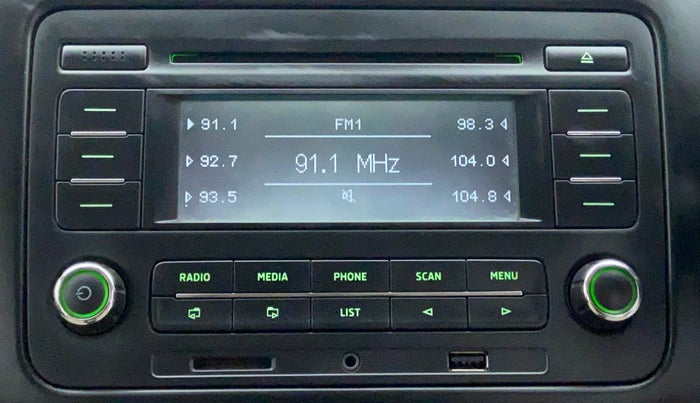 91.1 FM1 98.3
92.7 91.1 MHz 104.0
93.5 104.8
RADIO MEDIA PHONE SCAN MENU
LIST